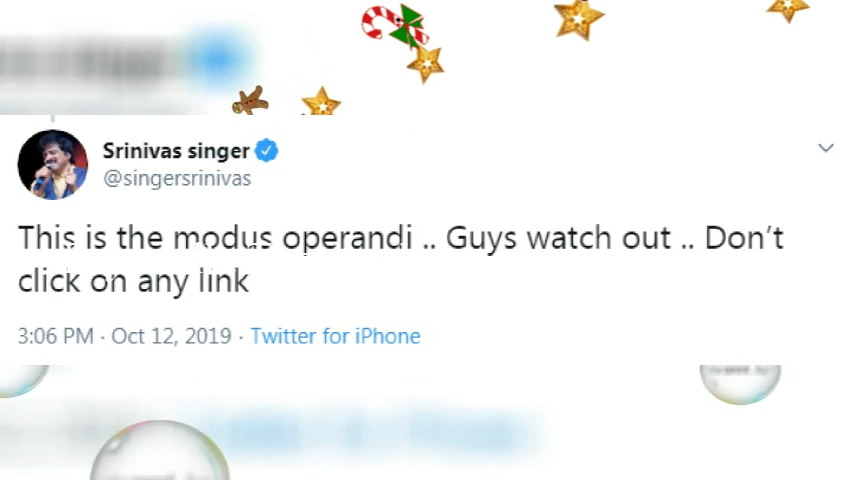 Srinivas singer
@singersrinivas
This is the modus operandi .. Guys watch out .. Don't
click on any link
3:06 PM · Oct 12, 2019 · Twitter for iPhone